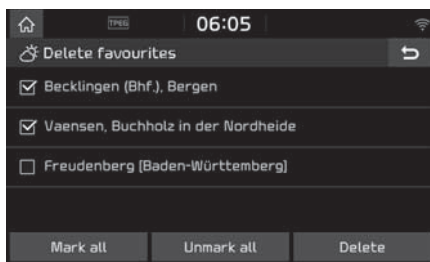 TPEG 06:05
Delete favourites
Becklingen (Bhf.), Bergen
Vaensen, Buchholz in der Nordheide
Freudenberg [Baden-Württemberg]
Mark all Unmark all Delete